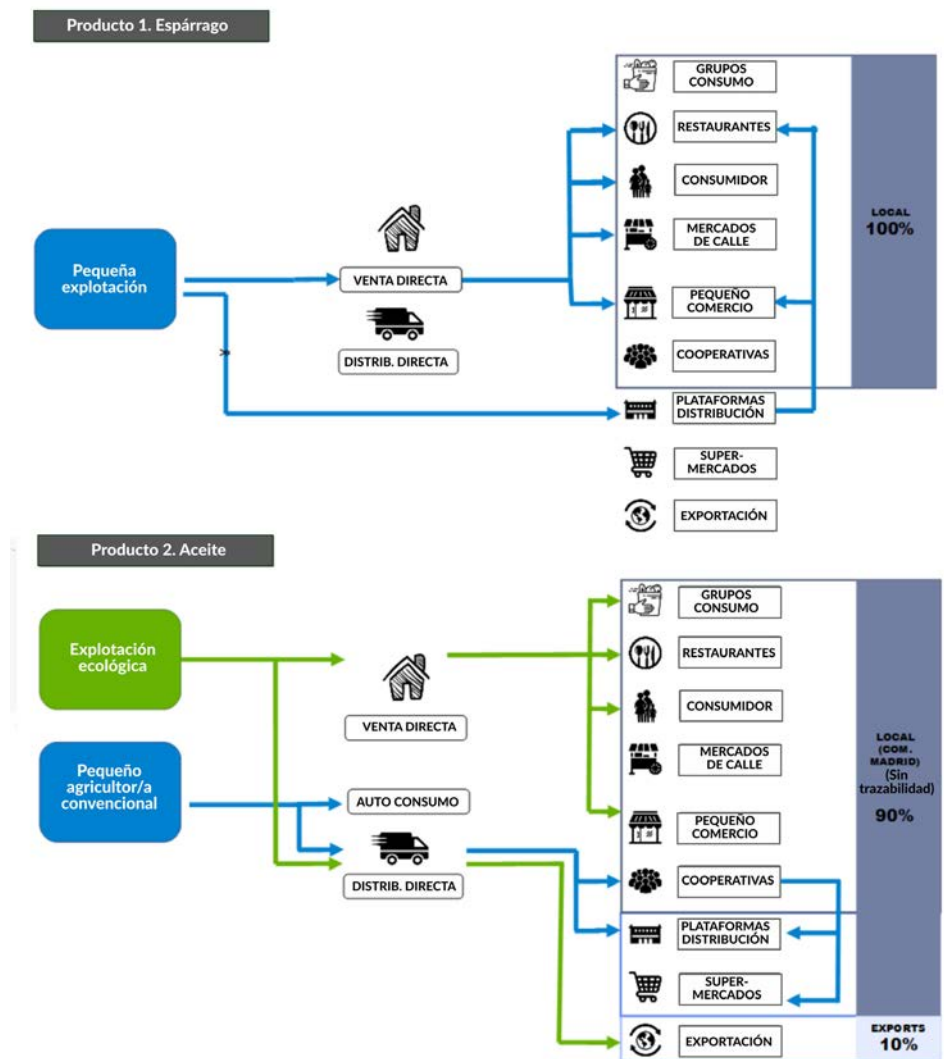 Producto 1. Espárrago
GRUPOS
CONSUMO
RESTAURANTES
CONSUMIDOR
MERCADOS
DE CALLE
PEQUEÑO
COMERCIO
COOPERATIVAS
PLATAFORMAS
DISTRIBUCIÓN
SUPER-
MERCADOS
EXPORTACIÓN
LOCAL
100%
Pequeña
explotación
VENTA DIRECTA
DISTRIB. DIRECTA
Producto 2. Aceite
Explotación
ecológica
Pequeño
agricultor/a
convencional
VENTA DIRECTA
AUTO CONSUMO
DISTRIB. DIRECTA
GRUPOS
CONSUMO
RESTAURANTES
CONSUMIDOR
MERCADOS
DE CALLE
PEQUEÑO
COMERCIO
COOPERATIVAS
PLATAFORMAS
DISTRIBUCIÓN
SUPER-
MERCADOS
EXPORTACIÓN
LOCAL
(COM.
MADRID)
(Sin
trazabilidad)
90%
EXPORTS
10%